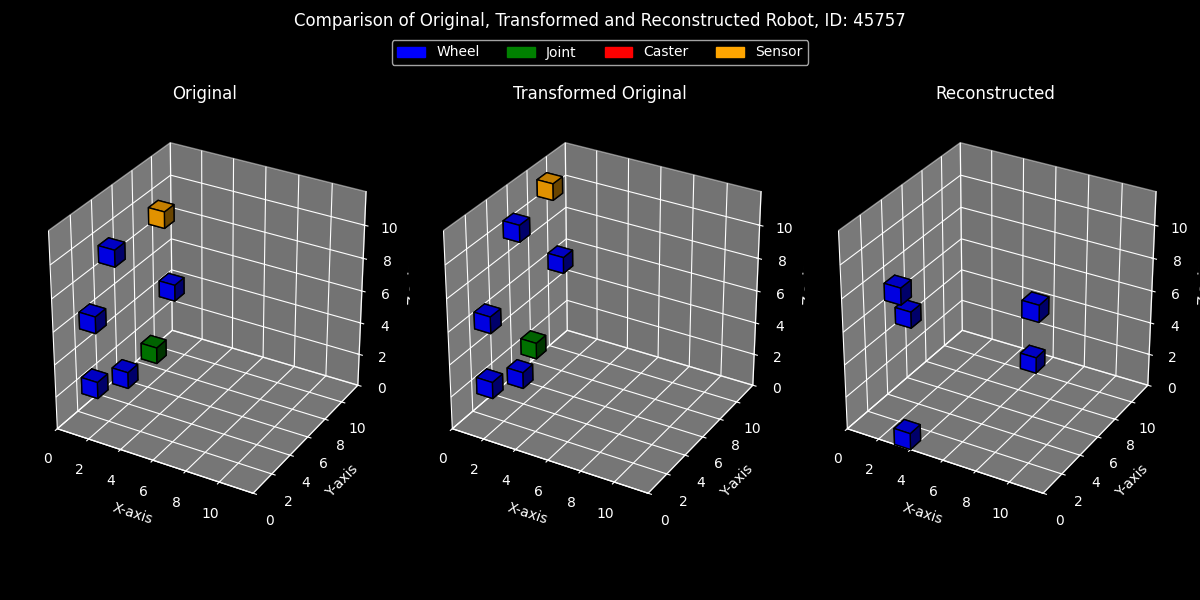 Comparison of Original, Transformed and Reconstructed Robot, ID: 45757
Wheel Joint Caster Sensor
Original Transformed Original Reconstructed
10 10 10
8 8 8
6 6 6
4 4 4
2 2 2
0 0 0
0 2 4 6 8 10 0 2 4 6 8 10 0 2 4 6 8 10
0 2 4 6 8 10 0 2 4 6 8 10 0 2 4 6 8 10
X-axis Y-axis X-axis Y-axis X-axis Y-axis